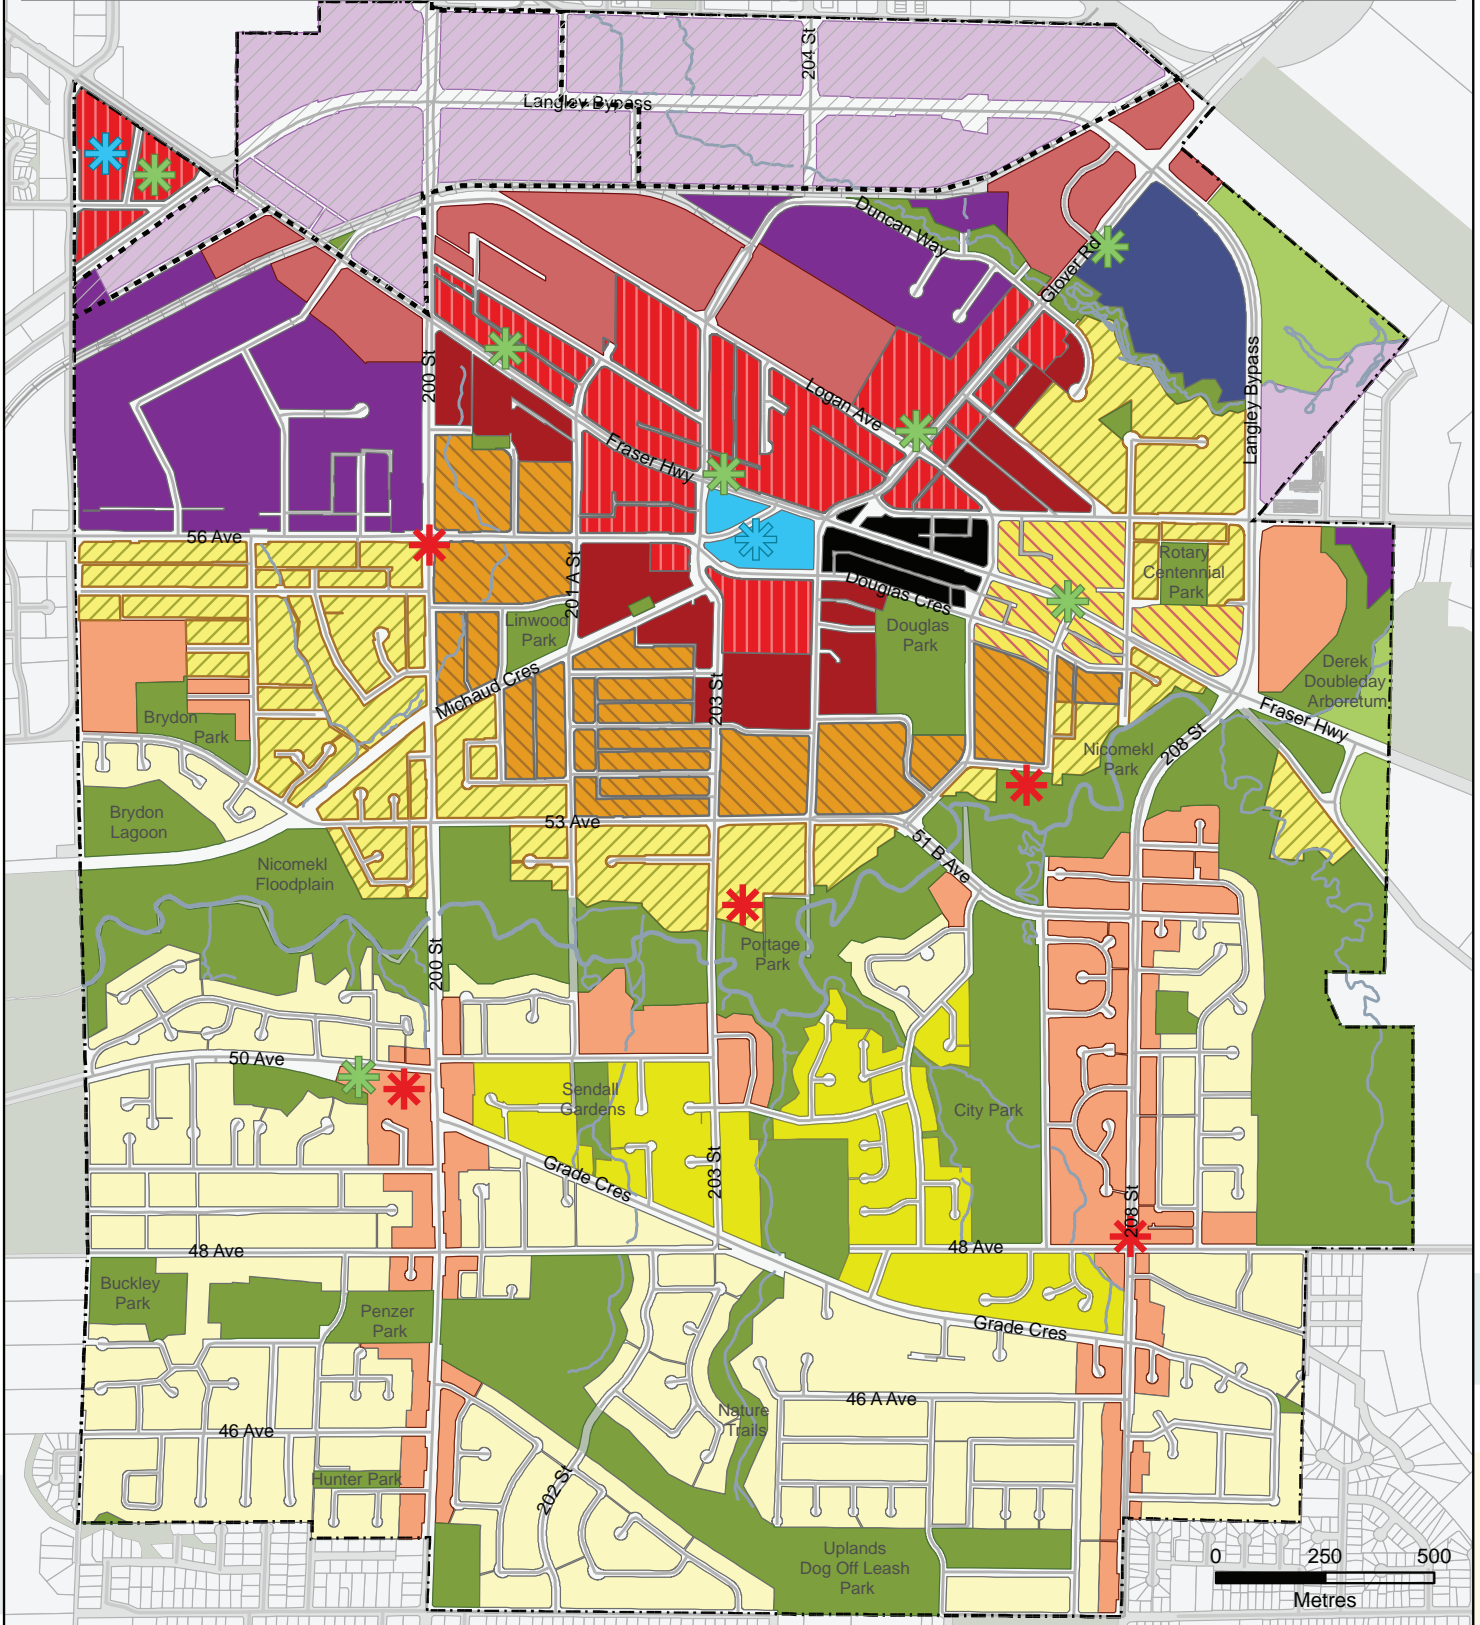 204 St
Langley Bypass
Duncan Way
Glover Rd
200 St
Langley Bypass
Logan Ave
Fraser Hwy
56 Ave
201 A St
Douglas Cres
Rotary
Centennial
Park
Linwood
Park
Douglas
Park
Michaud Cres
203 St
Derek
Doubleday
Arboretum
Fraser Hwy
Brydon
Park
208 St
Nicomekl
Park
Brydon
Lagoon
53 Ave
51 B Ave
Nicomekl
Floodplain
200 St
Portage
Park
50 Ave
Sendall
Gardens
City Park
Grade Cres
203 St
208 St
48 Ave
48 Ave
Buckley
Park
Penzer
Park
Grade Cres
46 A Ave
Nature
Trails
46 Ave
Hunter Park
202 St
Uplands
Dog Off Leash
Park
0 250 500
Metres